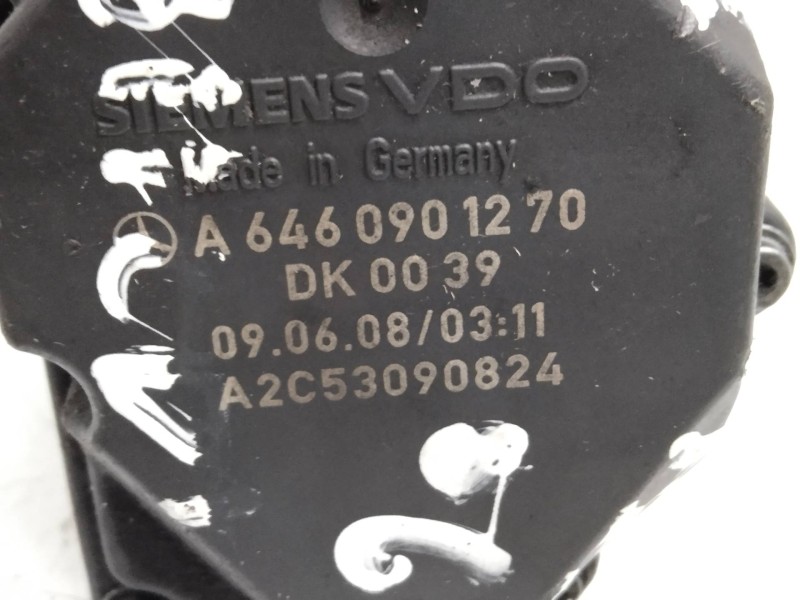 SIEMENS VDO
Made in Germany
A 646 090 12 70
DK 00 39
09.06.08/03:11
A2C53090824